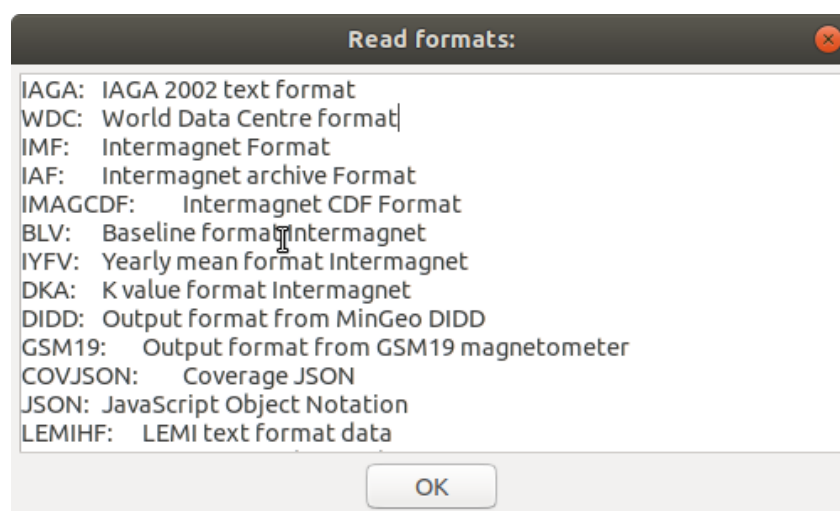 Read formats:
IAGA: IAGA 2002 text format
WDC: World Data Centre format
IMF: Intermagnet Format
IAF: Intermagnet archive Format
IMAGCDF: Intermagnet CDF Format
BLV: Baseline format Intermagnet
IYFV: Yearly mean format Intermagnet
DKA: K value format Intermagnet
DIDD: Output format from MinGeo DIDD
GSM19: Output format from GSM19 magnetometer
COVJSON: Coverage JSON
JSON: JavaScript Object Notation
LEMIHF: LEMI text format data
OK